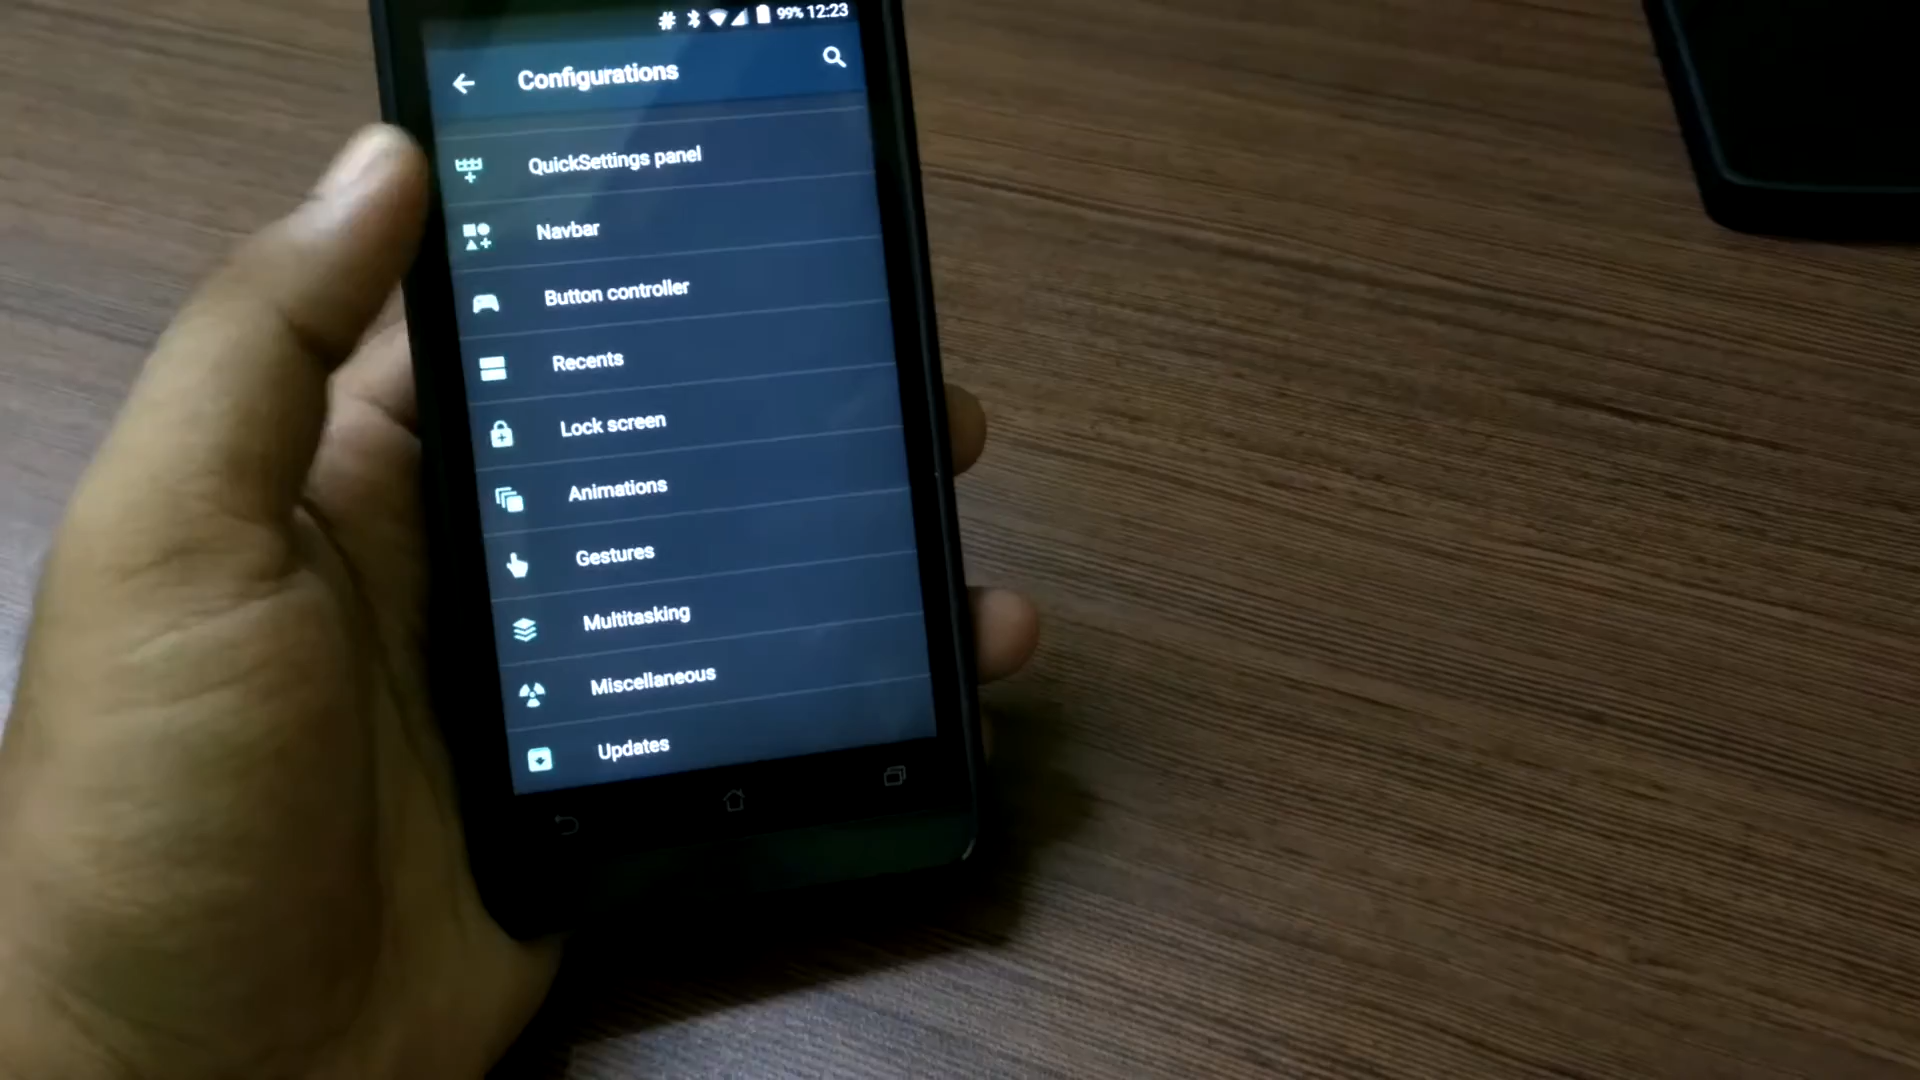 99% 12:23
Configurations
QuickSettings panel
Navbar
Button controller
Recents
Lock screen
Animations
Gestures
Multitasking
Miscellaneous
Updates